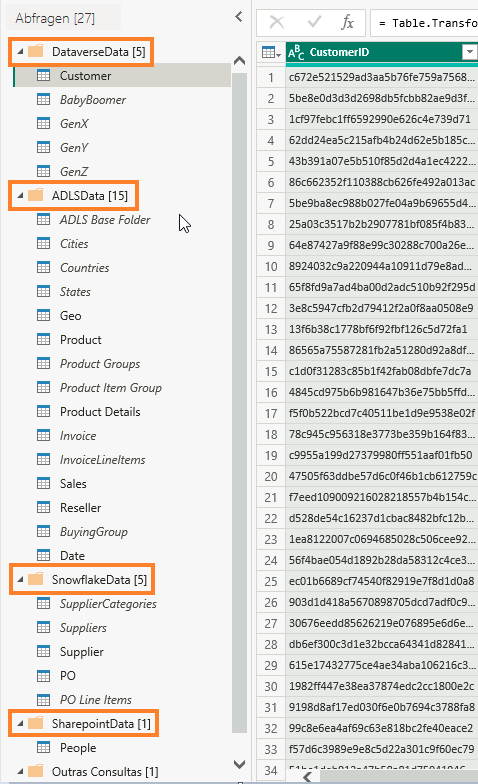 Abfragen [27]
DataverseData [5]
Customer
BabyBoomer
GenX
GenY
GenZ
ADLSData [15]
ADLS Base Folder
Cities
Countries
States
Geo
Product
Product Groups
Product Item Group
Product Details
Invoice
InvoiceLineItems
Sales
Reseller
BuyingGroup
Date
SnowflakeData [5]
SupplierCategories
Suppliers
Supplier
PO
PO Line Items
SharepointData [1]
People
Outras Consultas [1]
fx
= Table.Transfo
ABC CustomerID
1 c672e521529ad3aa5b76fe759a7568...
2 5be8e0d3d3d2698db5fcbb82ae9d3f...
3 1cf97febc1ff6592990e626c4e739d71
4 62dd24ea5c215afb4b24d62e5b185c...
5 43b391a07e5b510f85d2d4a1ec4222...
6 86c662352f110388cb626fe492a013ac
7 5be9ba8ec988b027fe04a9b69655d4...
8 25a03c3517b2b2907781bf085f4b83...
9 64e87427a9f88e99c30288c700a26e...
10 8924032c9a220944a10911d79e8ad...
11 65f8fd9a7ad4ba00d2adc510b92f295d
12 3e8c5947cfb2d79412f2a0f8aa0508e9
13 13f6b38c1778bf6f92fbf126c5d72fa1
14 86565a75587281fb2a51280d92a8df...
15 c1d0f31283c85b1f42fab08dbfe7dc7a
16 4845cd975b6b981647b36e75bb5ffd...
17 f5f0b522bcd7c40511be1d9e9538e02f
18 78c945c956318e3773be359b164f83...
19 c9955a199d27379980ff551aaf01fb50
20 47505f63ddbe57d6c0f46b1cb612759c
21 f7eed109009216028218557b4b154c...
22 d528de54c16237d1cbac8482bfc12b...
23 1ea8122007c0694685028c506cee92...
24 56f4bae054d1892b28da58312c4ce3...
25 ec01b6689cf74540f82919e7f8d1d0a8
26 903d1d418a5670898705dcd7adf0c9...
27 30676eedd85626219e076895e6d6e...
28 db6ef300c3d1e32bcca64341d82841...
29 615e17432775ce4ae34aba106216c3...
30 1982ff447e38ea37874edc2cc1800e2c
31 9198d8af17ed030f6e0b7694c3788fa8
32 99c8e6ea4af69c63e818bc2fe40eace2
33 f57d6c3989e9e8c5d22a301c9f60ec79
34